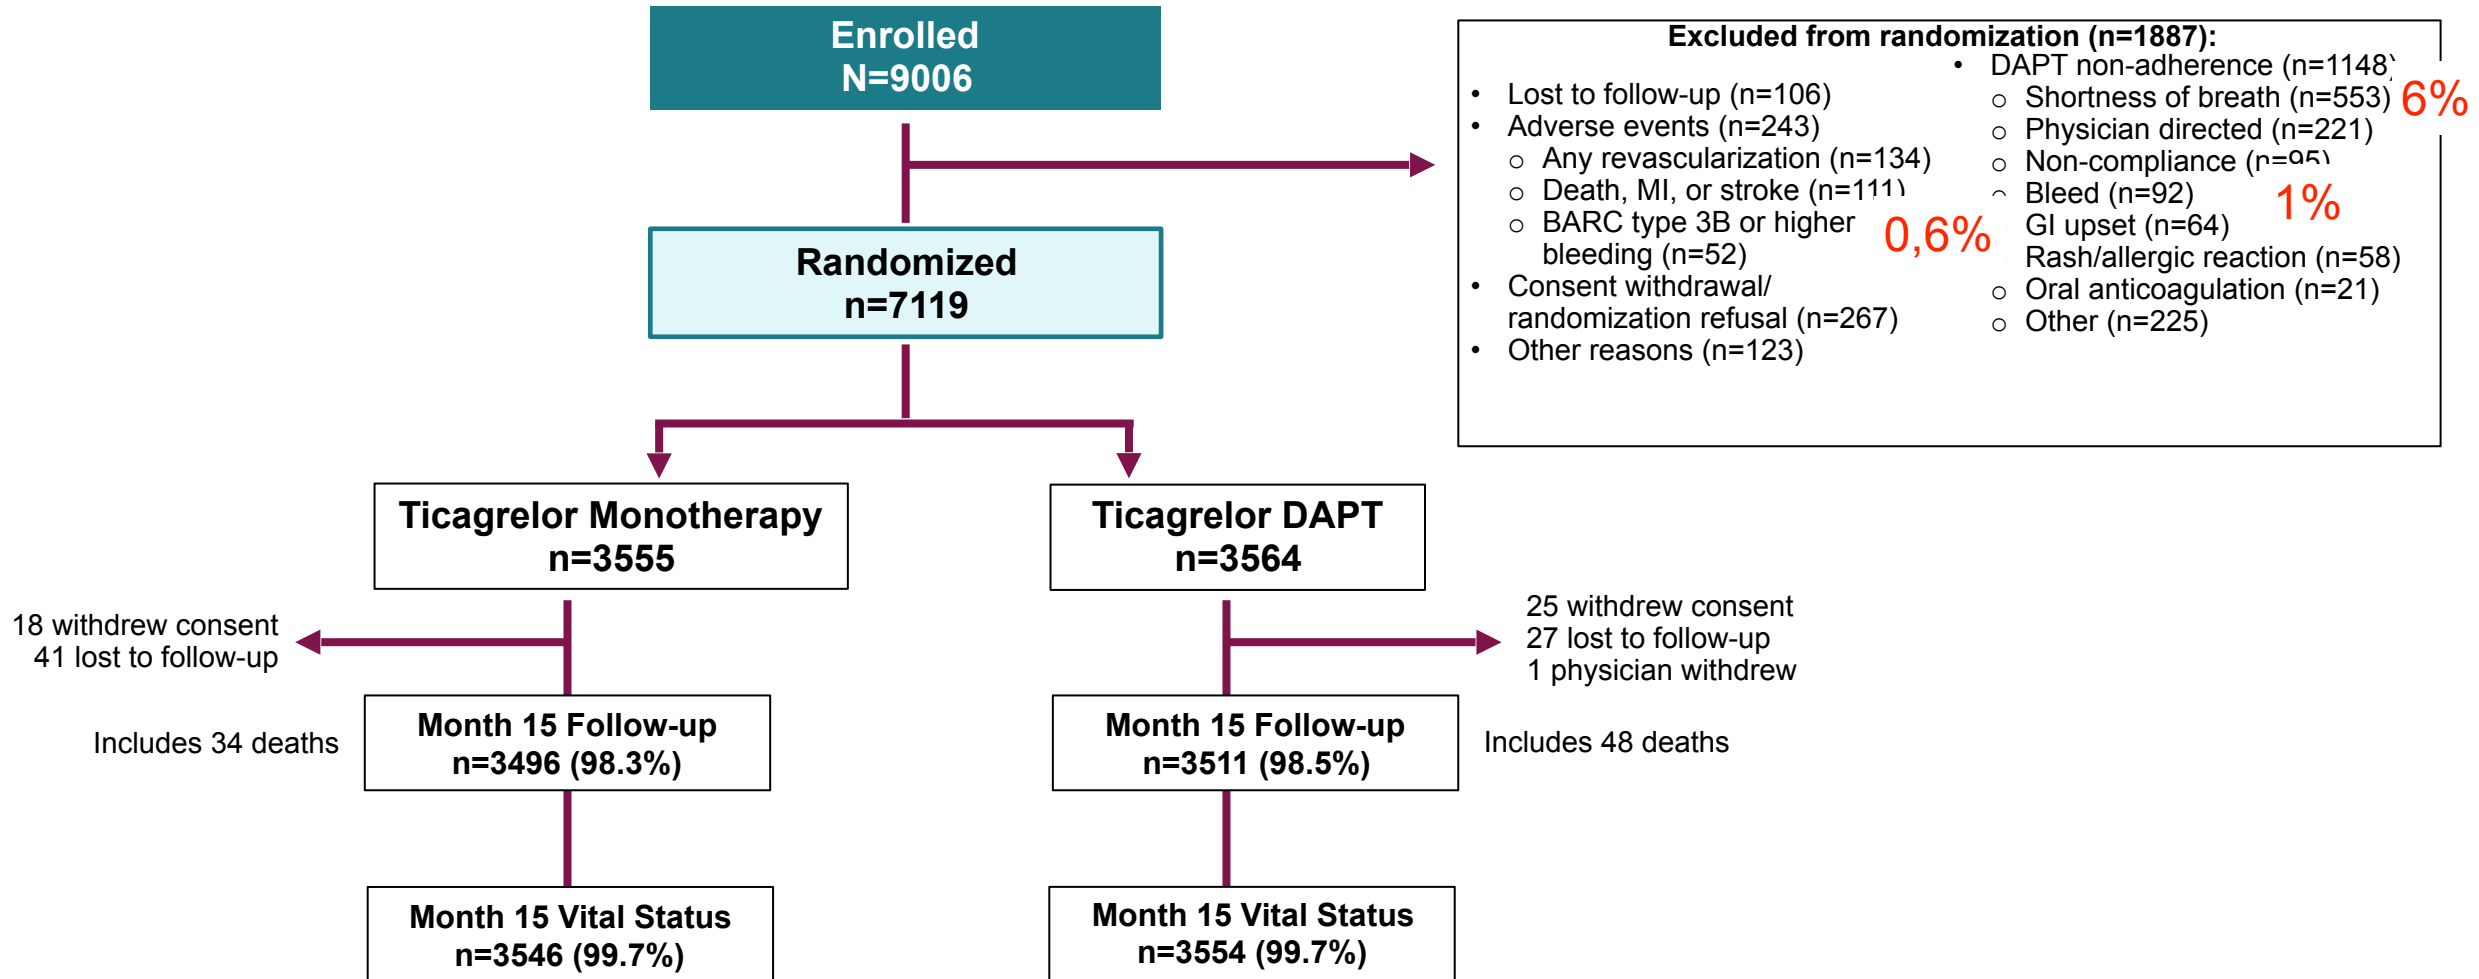 Enrolled
N=9006
Excluded from randomization (n=1887):
• Lost to follow-up (n=106)
• Adverse events (n=243)
o Any revascularization (n=134)
o Death, MI, or stroke (n=111)
o BARC type 3B or higher
bleeding (n=52)
0,6%
• Consent withdrawal/
randomization refusal (n=267)
• Other reasons (n=123)
• DAPT non-adherence (n=1148)
o Shortness of breath (n=553)
6%
o Physician directed (n=221)
o Non-compliance (n=95)
o Bleed (n=92)
1%
GI upset (n=64)
Rash/allergic reaction (n=58)
o Oral anticoagulation (n=21)
o Other (n=225)
Randomized
n=7119
Ticagrelor Monotherapy
n=3555
Ticagrelor DAPT
n=3564
18 withdrew consent
41 lost to follow-up
25 withdrew consent
27 lost to follow-up
1 physician withdrew
Includes 34 deaths
Month 15 Follow-up
n=3496 (98.3%)
Month 15 Follow-up
n=3511 (98.5%)
Includes 48 deaths
Month 15 Vital Status
n=3546 (99.7%)
Month 15 Vital Status
n=3554 (99.7%)